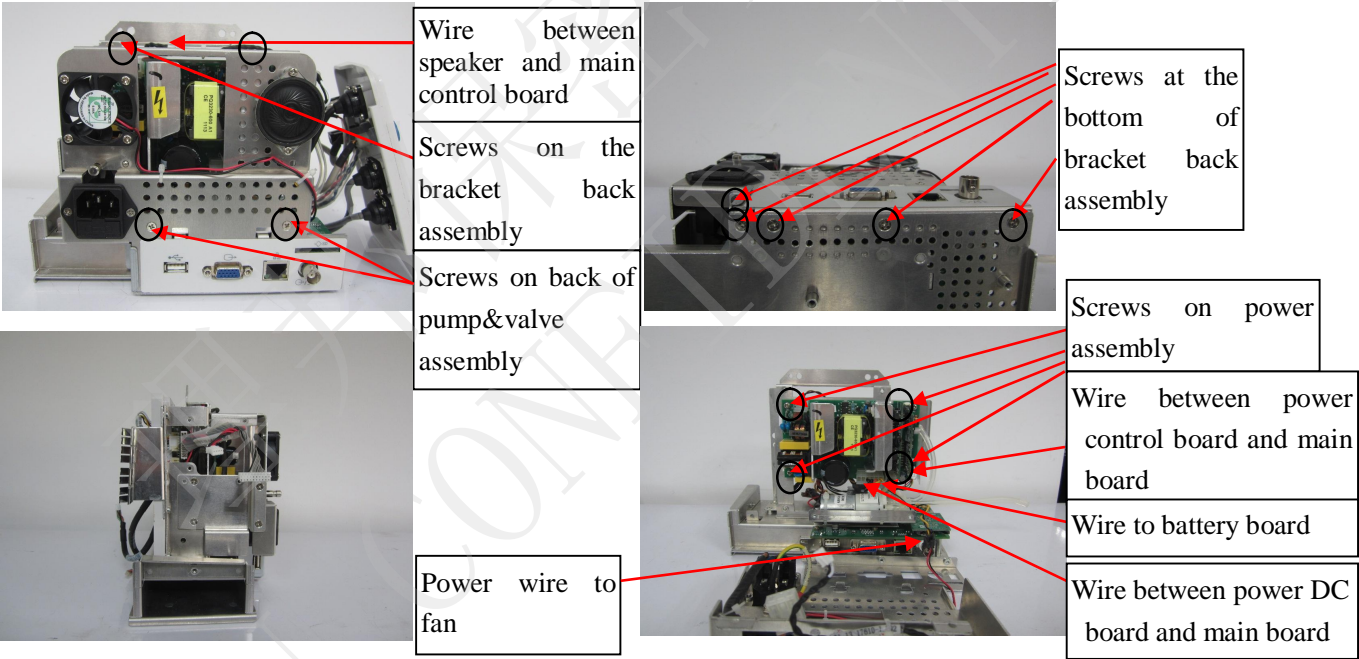 Wire between
speaker and main
control board
Screws on the
bracket back
assembly
Screws on back of
pump&valve
assembly
Screws at the
bottom of
bracket back
assembly
Screws on power
assembly
Wire between power
control board and main
board
Wire to battery board
Wire between power DC
board and main board
Power wire to
fan